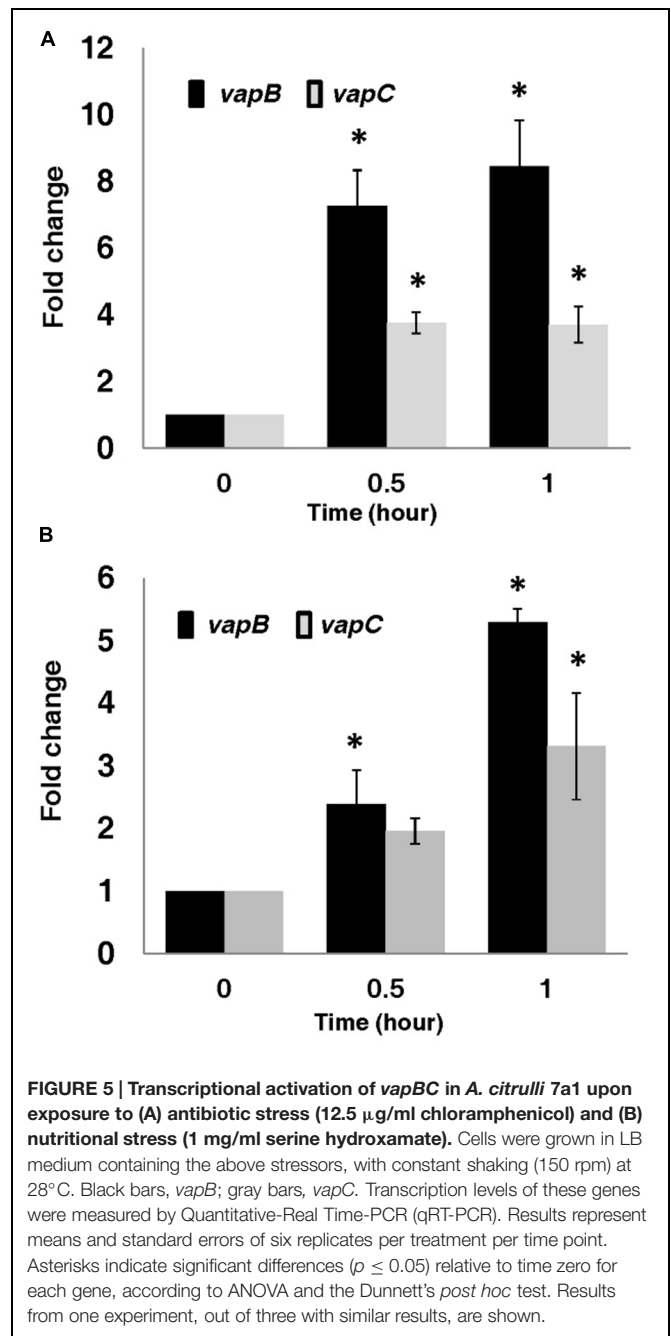 A
12
10
8
6
4
2
0
Fold change
vapB vapC
* *
* *
0 0.5 1
Time (hour)
B
6
5
4
3
2
1
0
Fold change
vapB vapC
* *
*
0 0.5 1
Time (hour)
FIGURE 5 | Transcriptional activation of vapBC in A. citrulli 7a1 upon
exposure to (A) antibiotic stress (12.5 μg/ml chloramphenicol) and (B)
nutritional stress (1 mg/ml serine hydroxamate). Cells were grown in LB
medium containing the above stressors, with constant shaking (150 rpm) at
28°C. Black bars, vapB; gray bars, vapC. Transcription levels of these genes
were measured by Quantitative-Real Time-PCR (qRT-PCR). Results represent
means and standard errors of six replicates per treatment per time point.
Asterisks indicate significant differences (p ≤ 0.05) relative to time zero for
each gene, according to ANOVA and the Dunnett's post hoc test. Results
from one experiment, out of three with similar results, are shown.